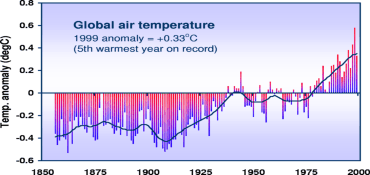 0.8
Global air temperature
0.6
1999 anomaly = +0.33°C
(5th warmest year on record)
0.4
0.2
0
-0.2
-0.4
-0.6
Temp. anomaly (degC)
1850 1875 1900 1925 1950 1975 2000